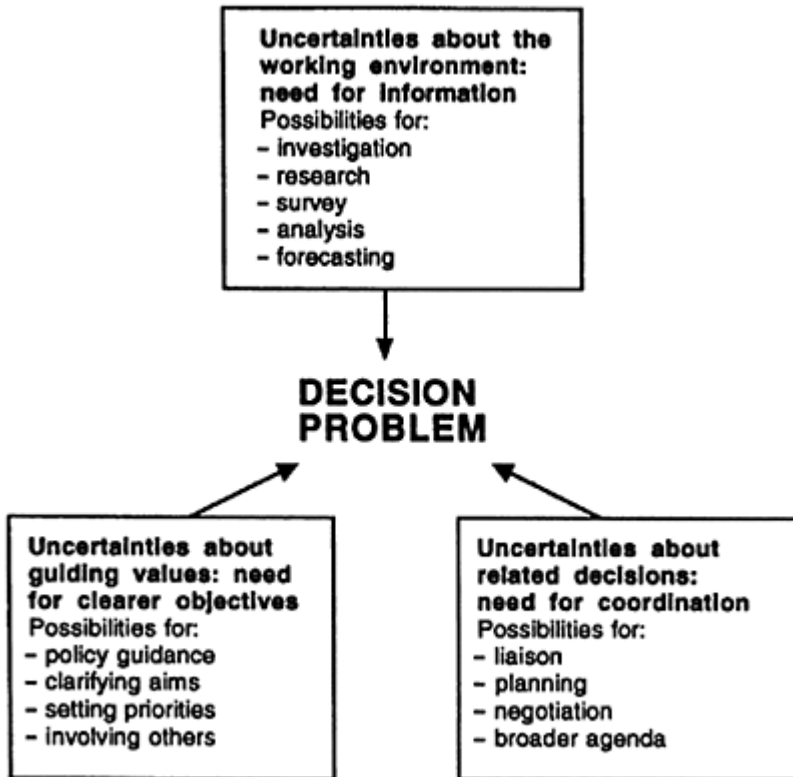 Uncertainties about the
working environment:
need for information
Possibilities for:
– investigation
– research
– survey
– analysis
– forecasting
DECISION
PROBLEM
Uncertainties about
guiding values: need
for clearer objectives
Possibilities for:
– policy guidance
– clarifying aims
– setting priorities
– involving others
Uncertainties about
related decisions:
need for coordination
Possibilities for:
– liaison
– planning
– negotiation
– broader agenda